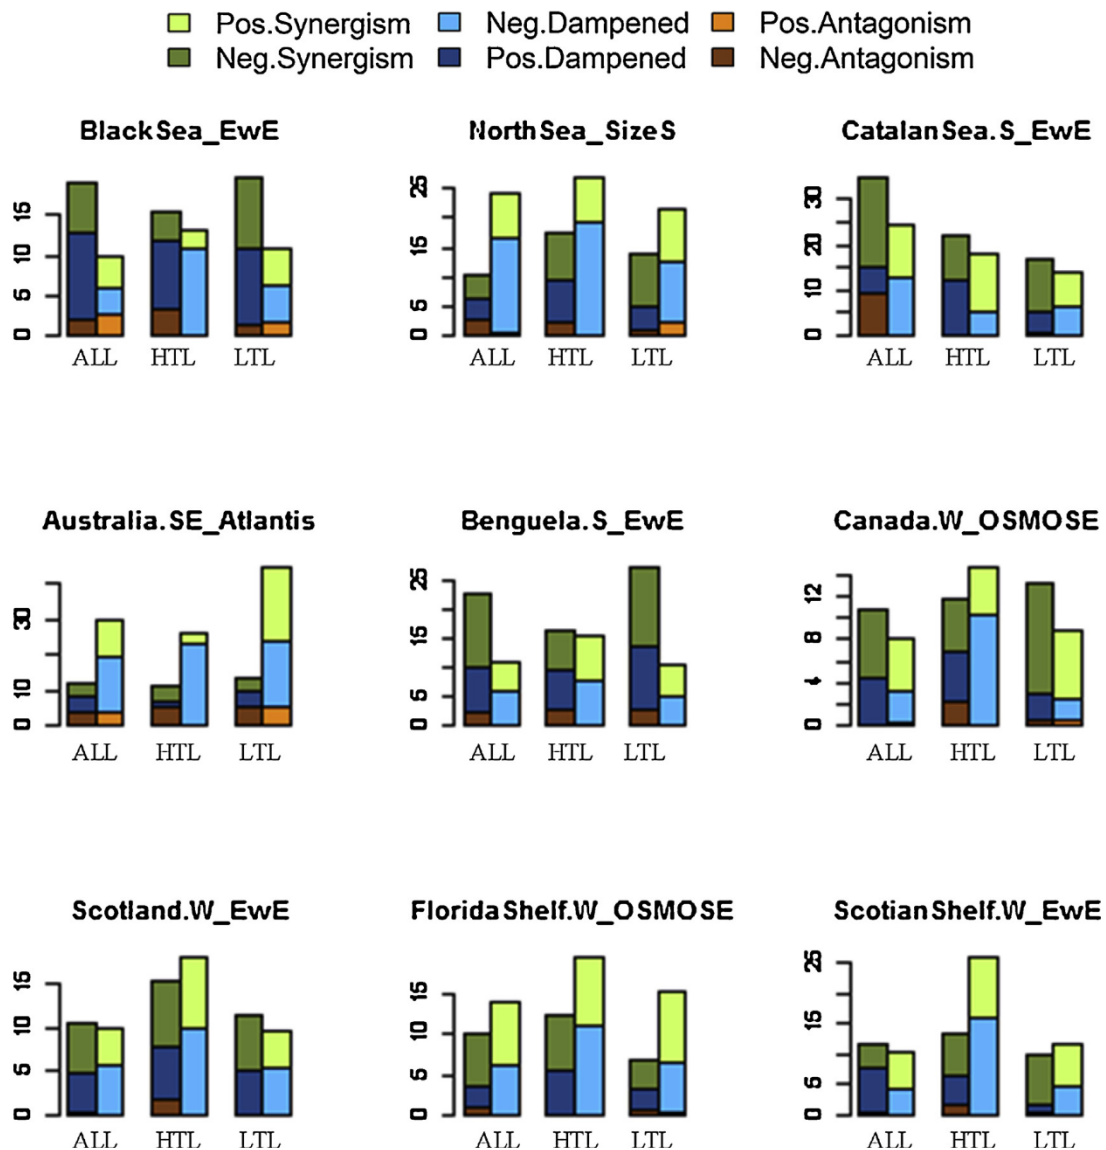 Pos.Synergism Neg.Dampened Pos.Antagonism
Neg.Synergism Pos.Dampened Neg.Antagonism
BlackSea_EwE NorthSea_SizeS CatalanSea.S_EwE
0 5 10 15
ALL HTL LTL
0 5 15 25
ALL HTL LTL
0 10 20 30
ALL HTL LTL
Australia.SE_Atlantis Benguela.S_EwE Canada.W_OSMOSE
0 10 30
ALL HTL LTL
0 5 15 25
ALL HTL LTL
0 4 8 12
ALL HTL LTL
Scotland.W_EwE FloridaShelf.W_OSMOSE ScotianShelf.W_EwE
0 5 10 15
ALL HTL LTL
0 5 10 15
ALL HTL LTL
0 5 15 25
ALL HTL LTL